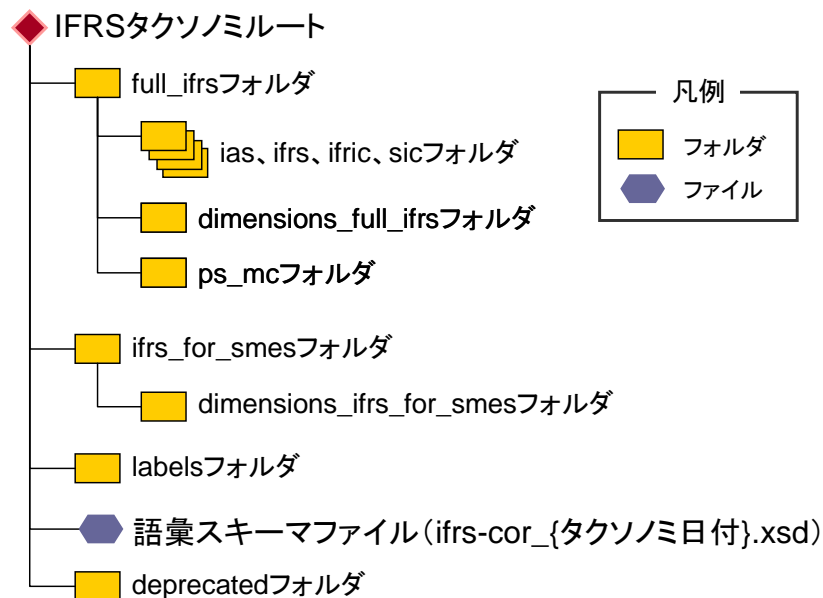 IFRSタクソノミルート
full_ifrsフォルダ
ias、ifrs、ifric、sicフォルダ
dimensions_full_ifrsフォルダ
ps_mcフォルダ
ifrs_for_smesフォルダ
dimensions_ifrs_for_smesフォルダ
labelsフォルダ
語彙スキーマファイル（ifrs-cor_{タクソノミ日付}.xsd）
deprecatedフォルダ
凡例
フォルダ
ファイル